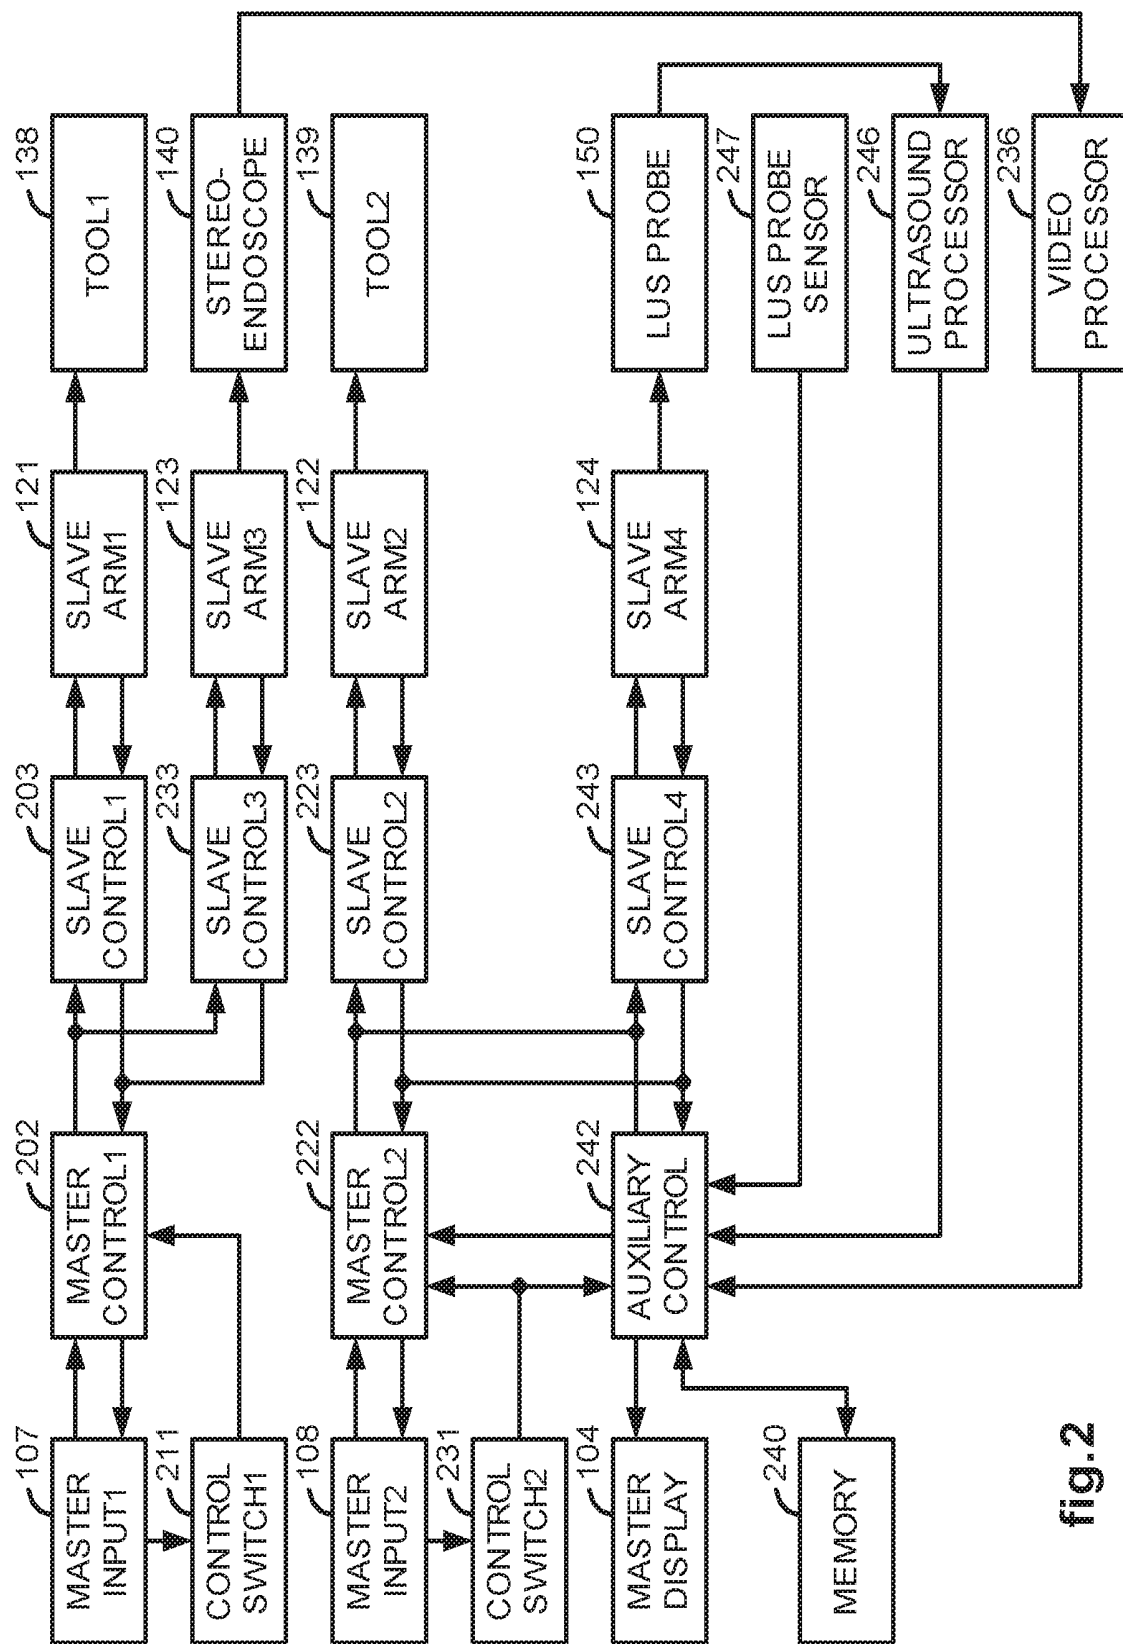 107
MASTER
INPUT1
202
MASTER
CONTROL1
203
SLAVE
CONTROL1
121
SLAVE
ARM1
138
TOOL1
211
CONTROL
SWITCH1
233
SLAVE
CONTROL3
123
SLAVE
ARM3
140
STEREO-
ENDOSCOPE
108
MASTER
INPUT2
222
MASTER
CONTROL2
223
SLAVE
CONTROL2
122
SLAVE
ARM2
139
TOOL2
231
CONTROL
SWITCH2
104
MASTER
DISPLAY
242
AUXILIARY
CONTROL
243
SLAVE
CONTROL4
124
SLAVE
ARM4
150
LUS PROBE
247
LUS PROBE
SENSOR
240
MEMORY
246
ULTRASOUND
PROCESSOR
236
VIDEO
PROCESSOR
fig.2